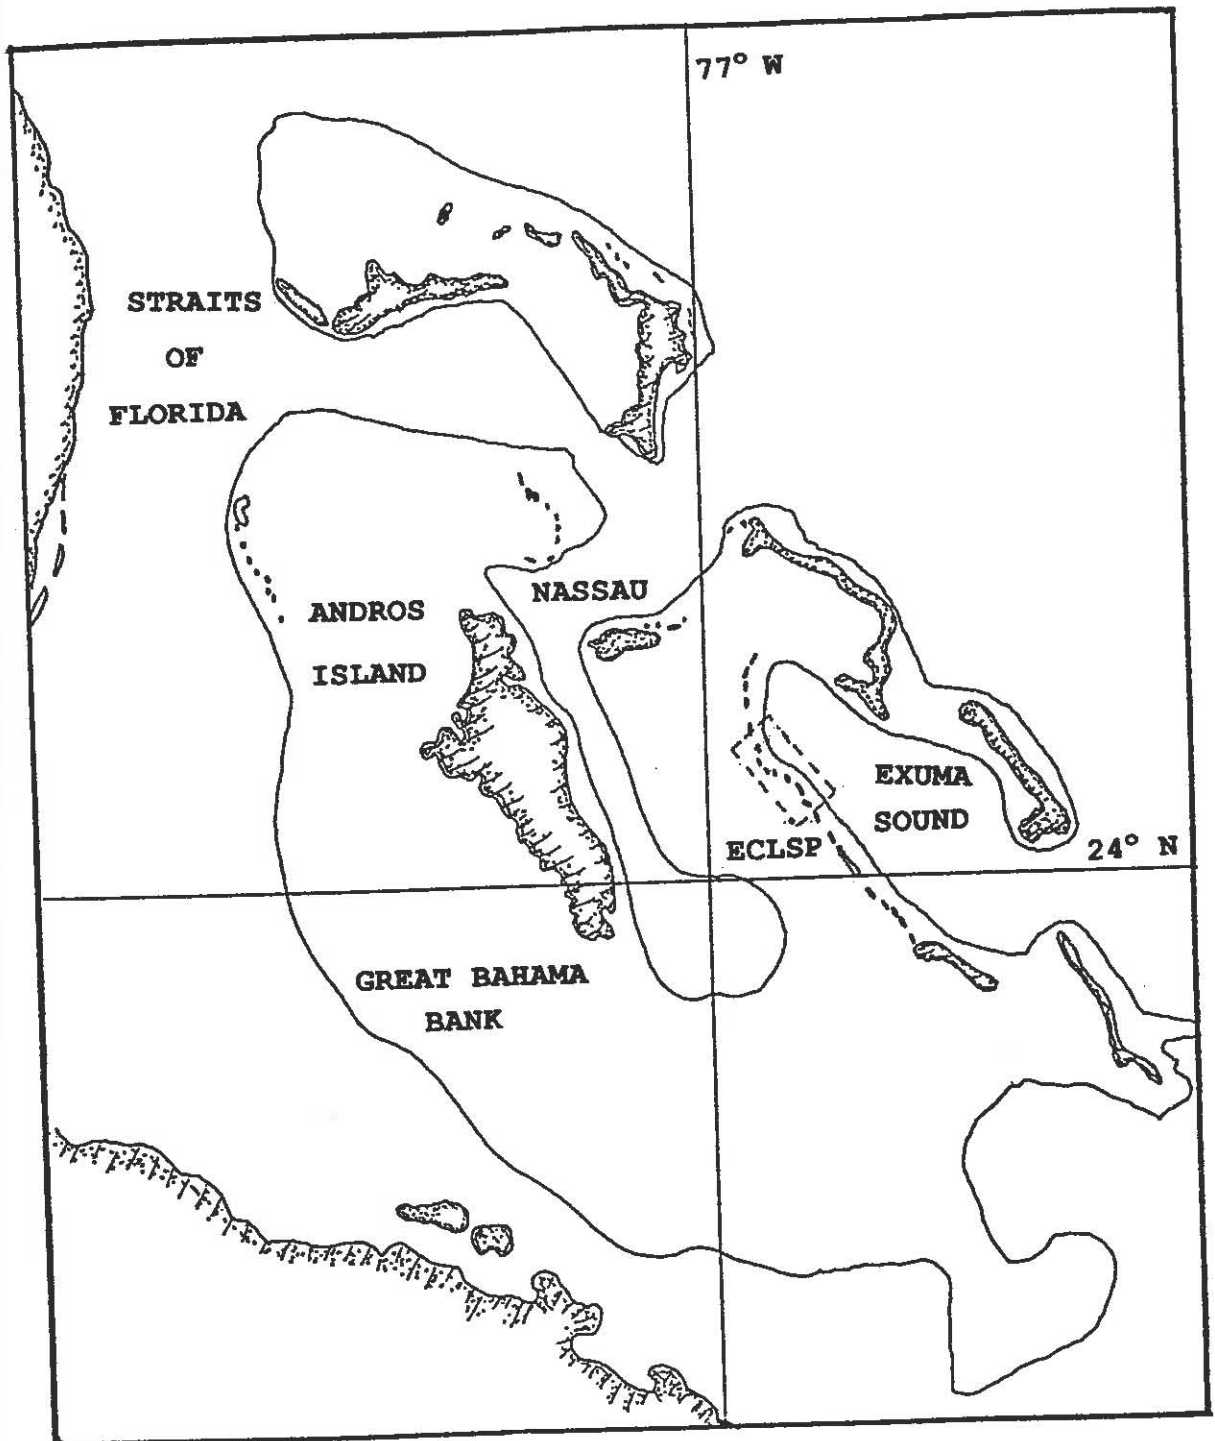 77° W
STRAITS
OF
FLORIDA
NASSAU
ANDROS
ISLAND
EXUMA
SOUND
ECLSP
24° N
GREAT BAHAMA
BANK